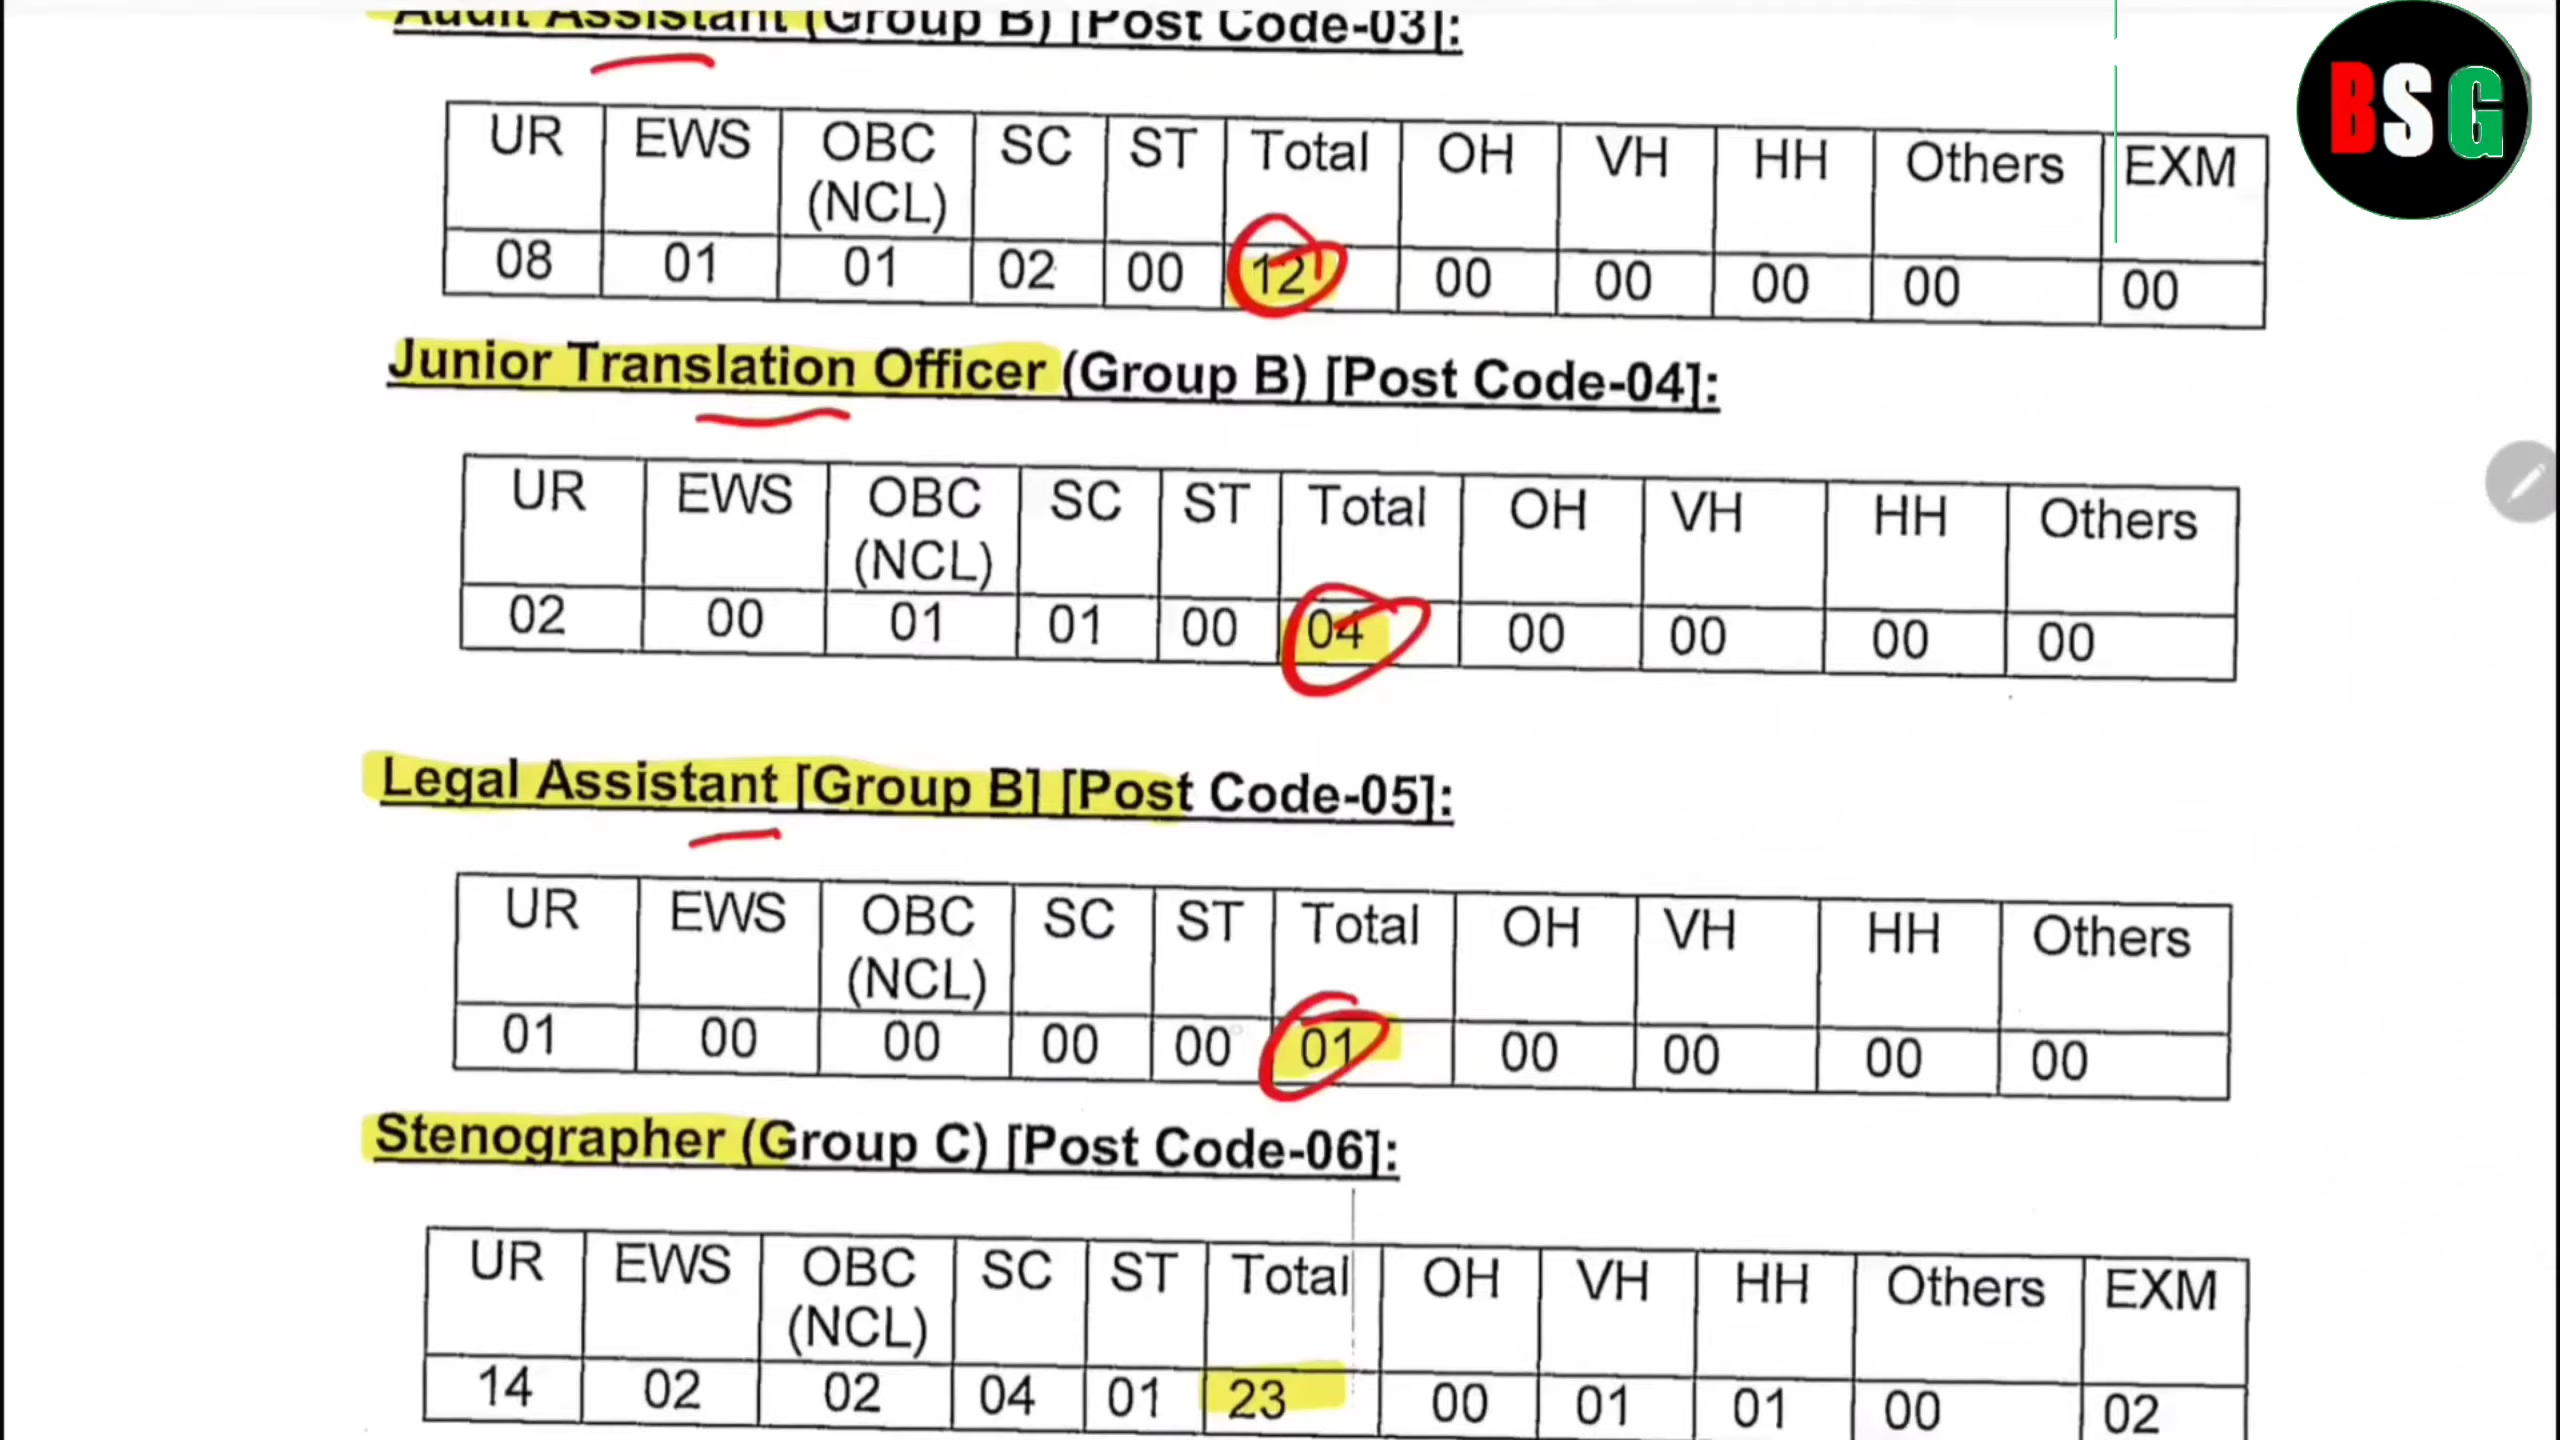 Audit Assistant (Group B) [Post Code-03]:
BSG
UR EWS OBC (NCL) SC ST Total OH VH HH Others EXM
08 01 01 02 00 12 00 00 00 00 00
Junior Translation Officer (Group B) [Post Code-04]:
UR EWS OBC (NCL) SC ST Total OH VH HH Others
02 00 01 01 00 04 00 00 00 00
Legal Assistant [Group B] [Post Code-05]:
UR EWS OBC (NCL) SC ST Total OH VH HH Others
01 00 00 00 00 01 00 00 00 00
Stenographer (Group C) [Post Code-06]:
UR EWS OBC (NCL) SC ST Total OH VH HH Others EXM
14 02 02 04 01 23 00 01 01 00 02